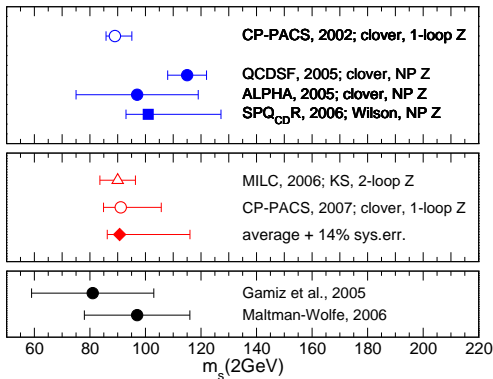 CP-PACS, 2002; clover, 1-loop Z
QCDSF, 2005; clover, NP Z
ALPHA, 2005; clover, NP Z
SPQCDR, 2006; Wilson, NP Z
MILC, 2006; KS, 2-loop Z
CP-PACS, 2007; clover, 1-loop Z
average + 14% sys.err.
Gamiz et al., 2005
Maltman-Wolfe, 2006
60 80 100 120 140 160 180 200 220
ms(2GeV)